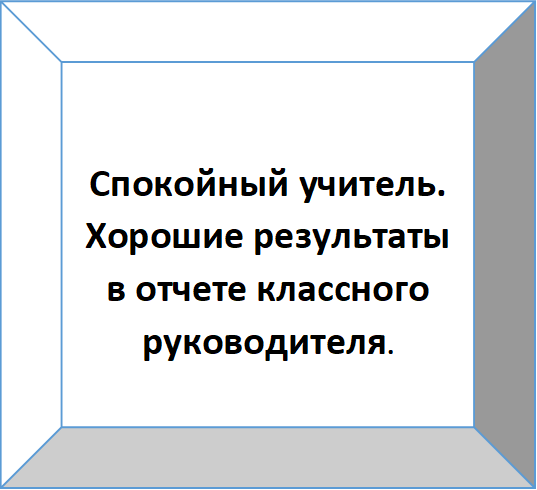 Спокойный учитель.
Хорошие результаты
в отчете классного
руководителя.